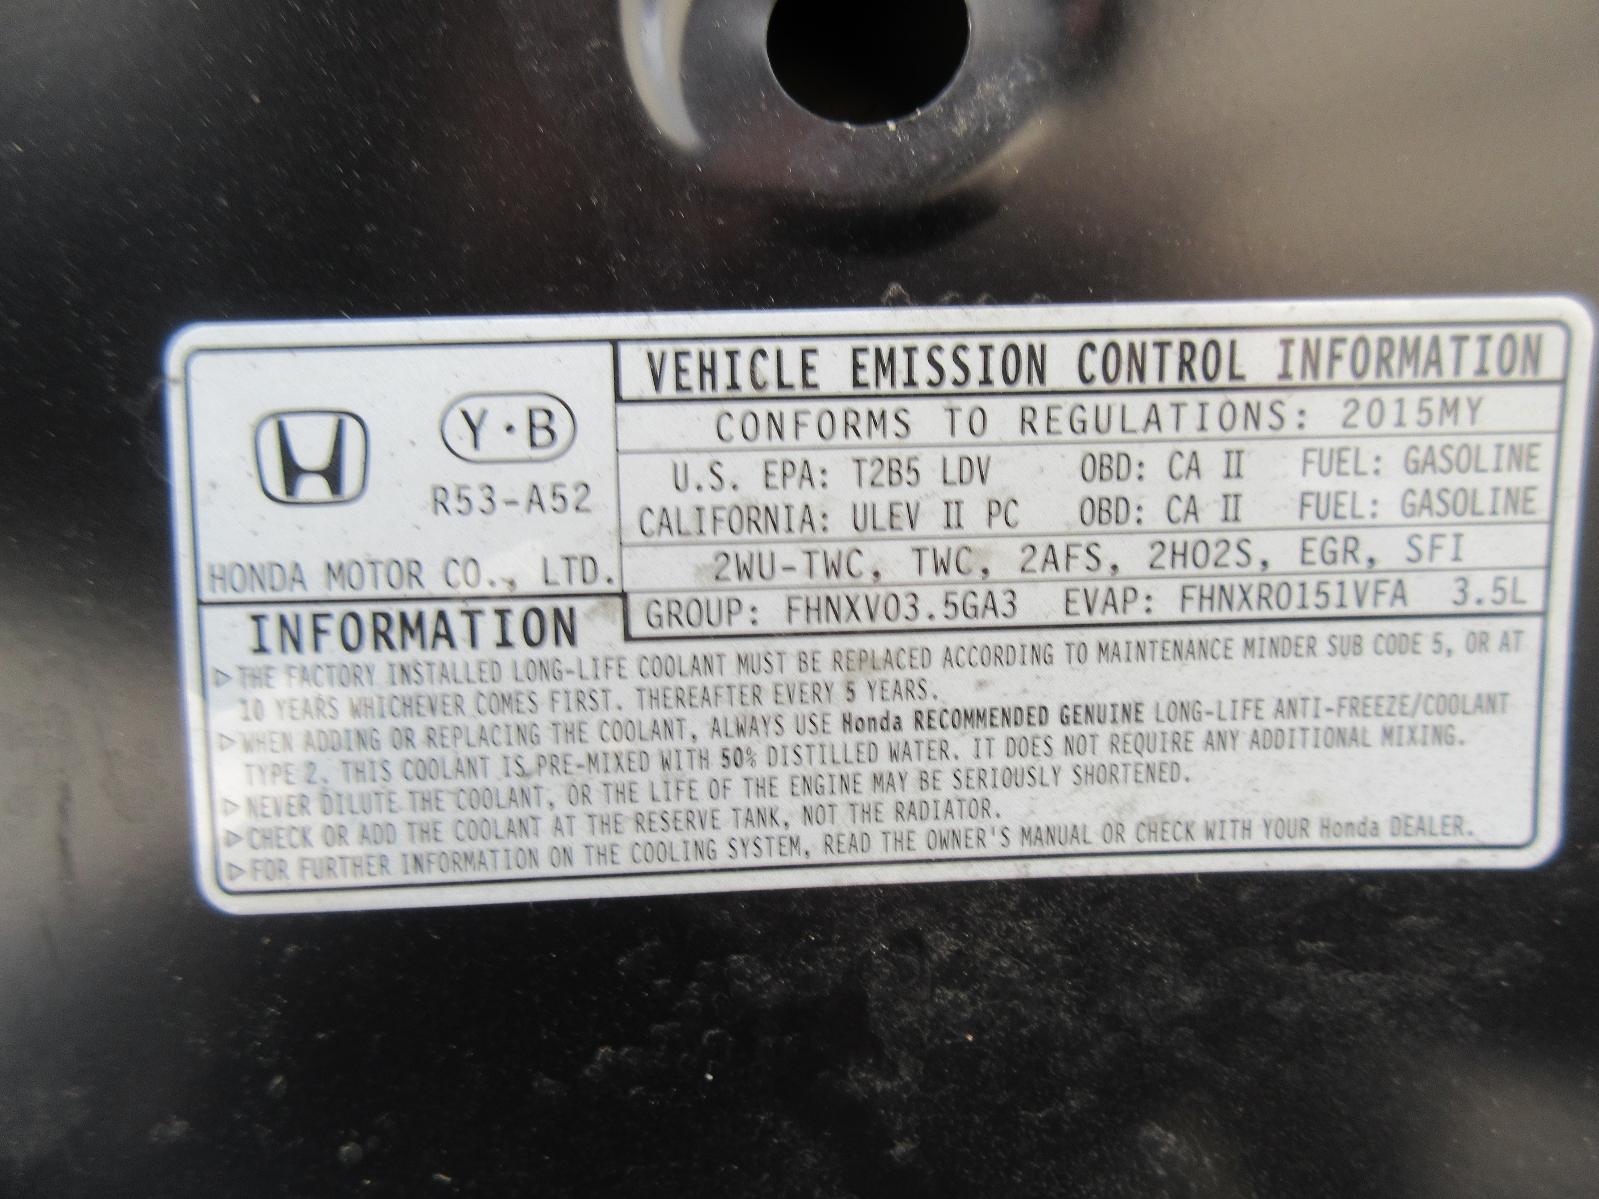 VEHICLE EMISSION CONTROL INFORMATION
CONFORMS TO REGULATIONS: 2015MY
Y·B
R53-A52
U.S. EPA: T2B5 LDV OBD: CA II FUEL: GASOLINE
CALIFORNIA: ULEV II PC OBD: CA II FUEL: GASOLINE
2WU-TWC, TWC, 2AFS, 2HO2S, EGR, SFI
HONDA MOTOR CO., LTD.
GROUP: FHNXV03.5GA3 EVAP: FHNXR0151VFA 3.5L
INFORMATION
▷THE FACTORY INSTALLED LONG-LIFE COOLANT MUST BE REPLACED ACCORDING TO MAINTENANCE MINDER SUB CODE 5, OR AT
10 YEARS WHICHEVER COMES FIRST. THEREAFTER EVERY 5 YEARS.
▷WHEN ADDING OR REPLACING THE COOLANT, ALWAYS USE Honda RECOMMENDED GENUINE LONG-LIFE ANTI-FREEZE/COOLANT
TYPE 2. THIS COOLANT IS PRE-MIXED WITH 50% DISTILLED WATER. IT DOES NOT REQUIRE ANY ADDITIONAL MIXING.
▷NEVER DILUTE THE COOLANT, OR THE LIFE OF THE ENGINE MAY BE SERIOUSLY SHORTENED.
▷CHECK OR ADD THE COOLANT AT THE RESERVE TANK, NOT THE RADIATOR.
▷FOR FURTHER INFORMATION ON THE COOLING SYSTEM, READ THE OWNER'S MANUAL OR CHECK WITH YOUR Honda DEALER.